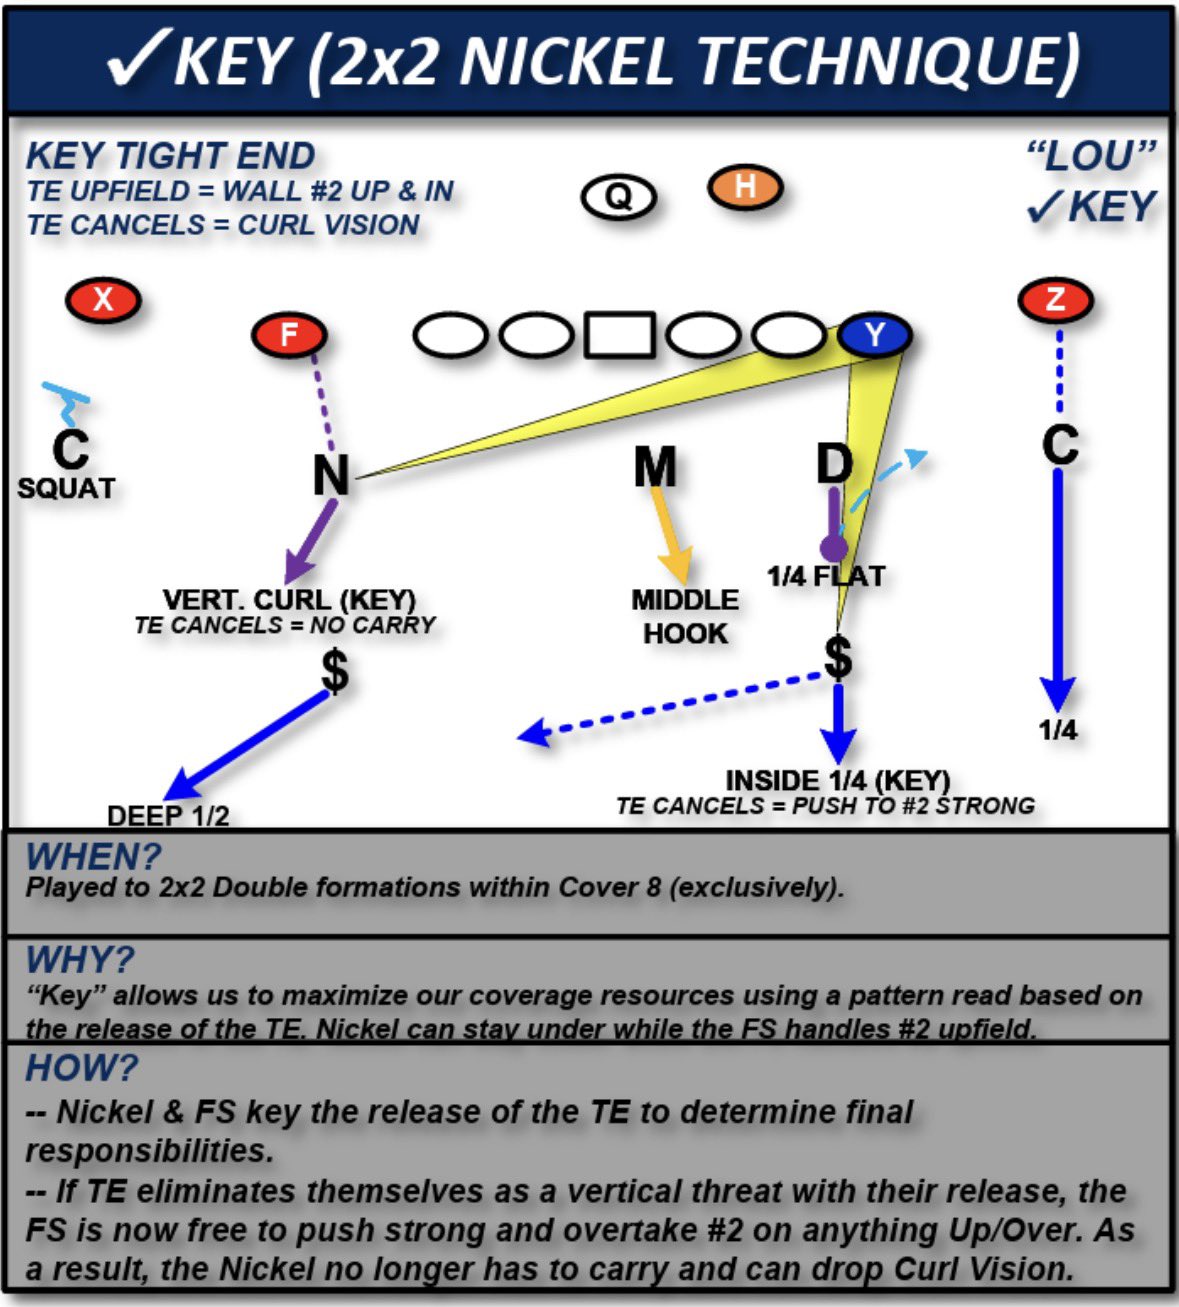 ✓KEY (2x2 NICKEL TECHNIQUE)
KEY TIGHT END
TE UPFIELD = WALL #2 UP & IN
TE CANCELS = CURL VISION
"LOU"
✓KEY
Q
H
X
F
Y
Z
C
SQUAT
N
M
D
C
VERT. CURL (KEY)
TE CANCELS = NO CARRY
MIDDLE
HOOK
1/4 FLAT
$
$
1/4
DEEP 1/2
INSIDE 1/4 (KEY)
TE CANCELS = PUSH TO #2 STRONG
WHEN?
Played to 2x2 Double formations within Cover 8 (exclusively).
WHY?
"Key" allows us to maximize our coverage resources using a pattern read based on
the release of the TE. Nickel can stay under while the FS handles #2 upfield.
HOW?
-- Nickel & FS key the release of the TE to determine final
responsibilities.
-- If TE eliminates themselves as a vertical threat with their release, the
FS is now free to push strong and overtake #2 on anything Up/Over. As
a result, the Nickel no longer has to carry and can drop Curl Vision.